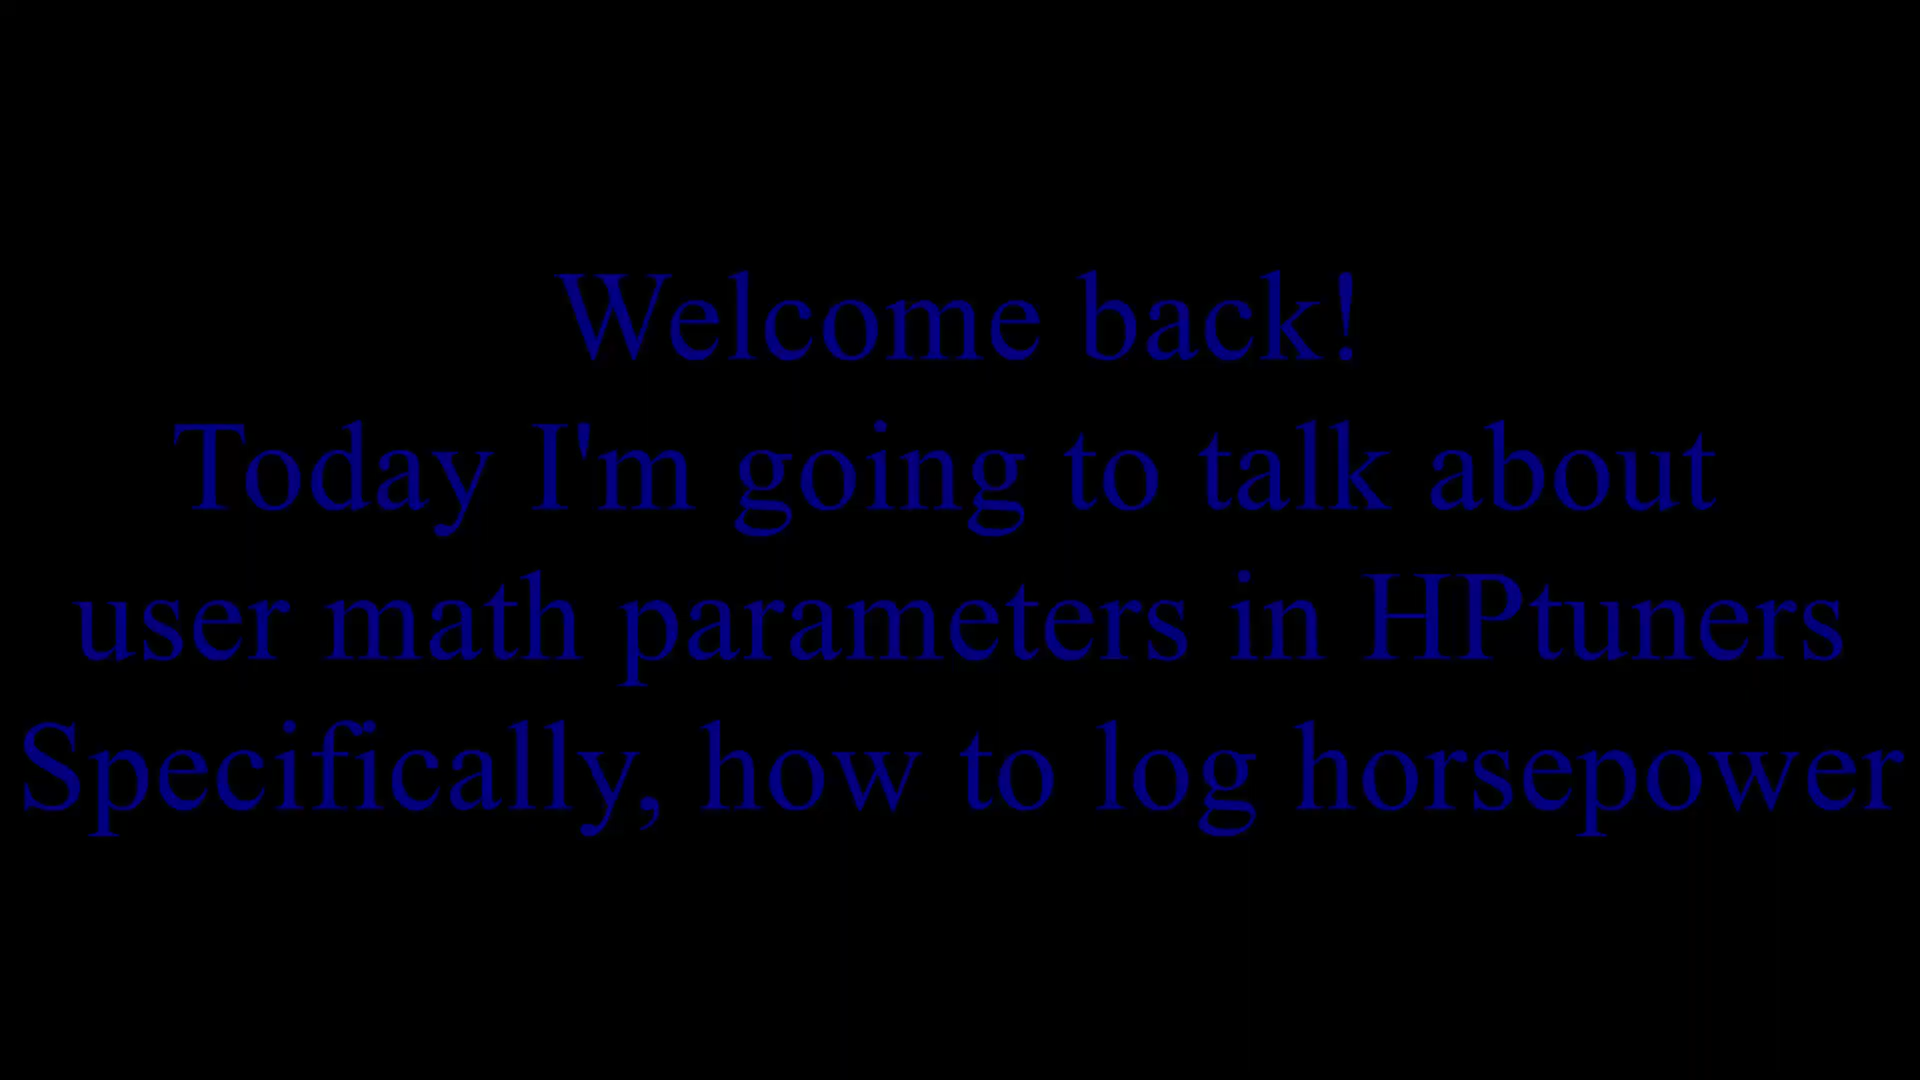 Welcome back!
Today I'm going to talk about
user math parameters in HPtuners
Specifically, how to log horsepower